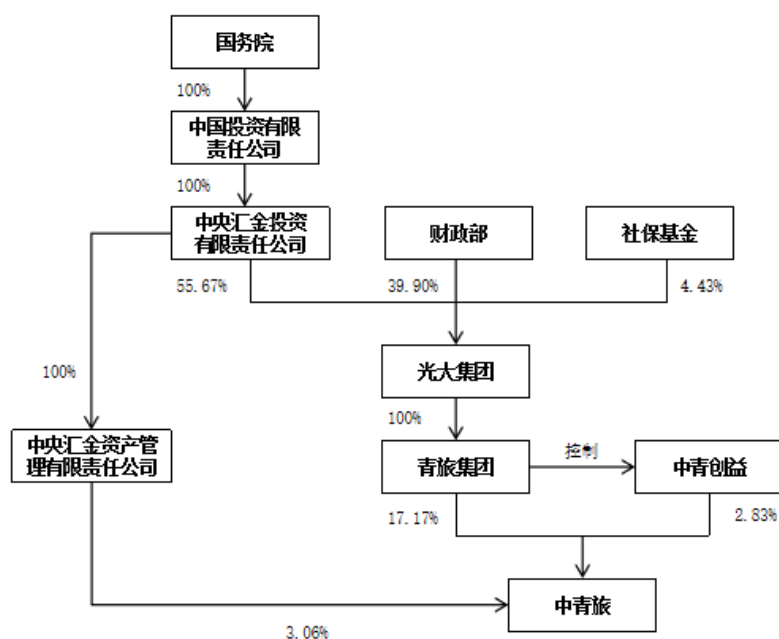 国务院
100%
中国投资有限
责任公司
100%
中央汇金投资
有限责任公司
财政部
社保基金
55.67%
39.90%
4.43%
光大集团
100%
100%
中央汇金资产管
理有限责任公司
青旅集团
控制
中青创益
17.17%
2.83%
中青旅
3.06%